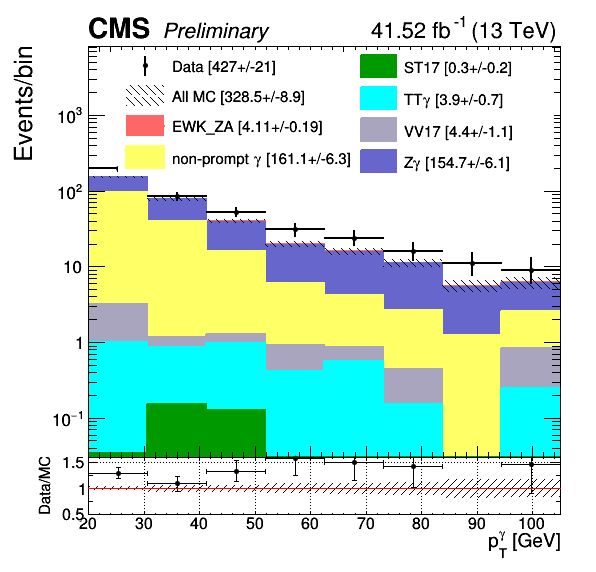 CMS Preliminary 41.52 fb⁻¹ (13 TeV)
Events/bin
Data [427+/-21]
All MC [328.5+/-8.9]
EWK_ZA [4.11+/-0.19]
non-prompt γ [161.1+/-6.3]
ST17 [0.3+/-0.2]
TTγ [3.9+/-0.7]
VV17 [4.4+/-1.1]
Zγ [154.7+/-6.1]
10³
10²
10
1
10⁻¹
Data/MC
1.5
1
0.5
20 30 40 50 60 70 80 90 100
p_T^γ [GeV]